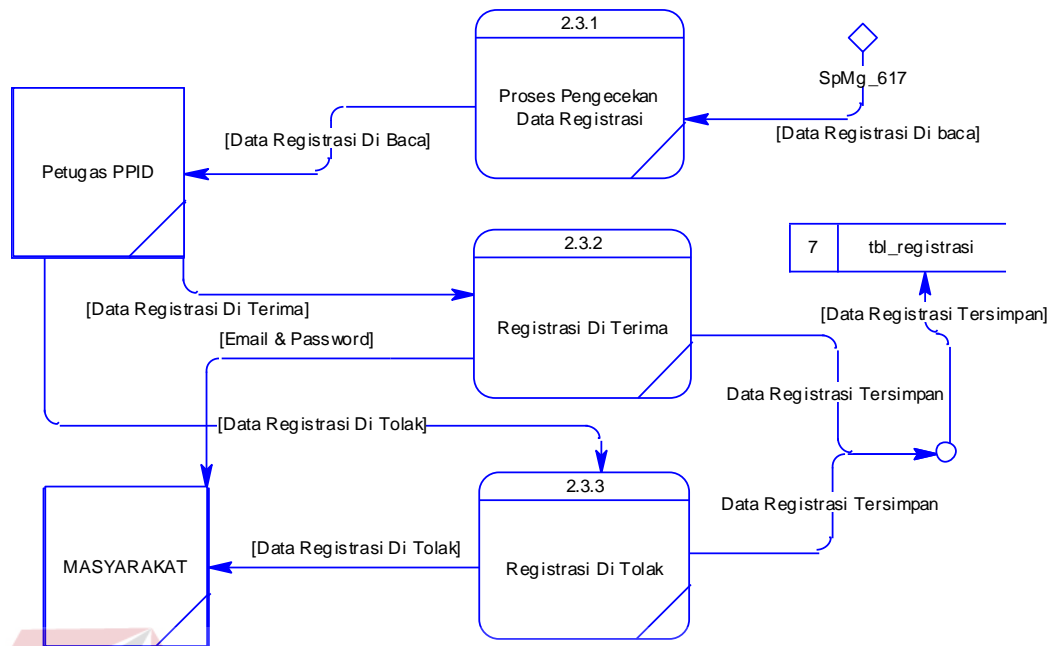 2.3.1
Proses Pengecekan
Data Registrasi
SpMg_617
[Data Registrasi Di baca]
[Data Registrasi Di Baca]
Petugas PPID
2.3.2
Registrasi Di Terima
7 tbl_registrasi
[Data Registrasi Di Terima]
[Data Registrasi Tersimpan]
[Email & Password]
Data Registrasi Tersimpan
[Data Registrasi Di Tolak]
2.3.3
Registrasi Di Tolak
Data Registrasi Tersimpan
[Data Registrasi Di Tolak]
MASYARAKAT